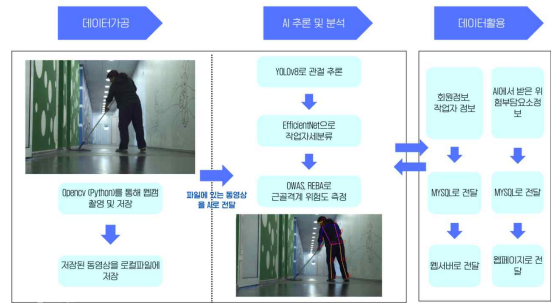 데이터가공
AI 추론 및 분석
데이터활용
Opencv (Python)를 통해 웹캠
촬영 및 저장
저장된 동영상을 로컬파일에
저장
파일에 있는 동영상
을 AI로 전달
YOLOv8로 관절 추론
EfficientNet으로
작업자세분류
OWAS, REBA로
근골격계 위험도 측정
회원정보,
작업자 정보
MYSQL로 전달
웹서버로 전달
AI에서 받은 위
험부담요소정
보
MYSQL로 전달
웹페이지로 전
달